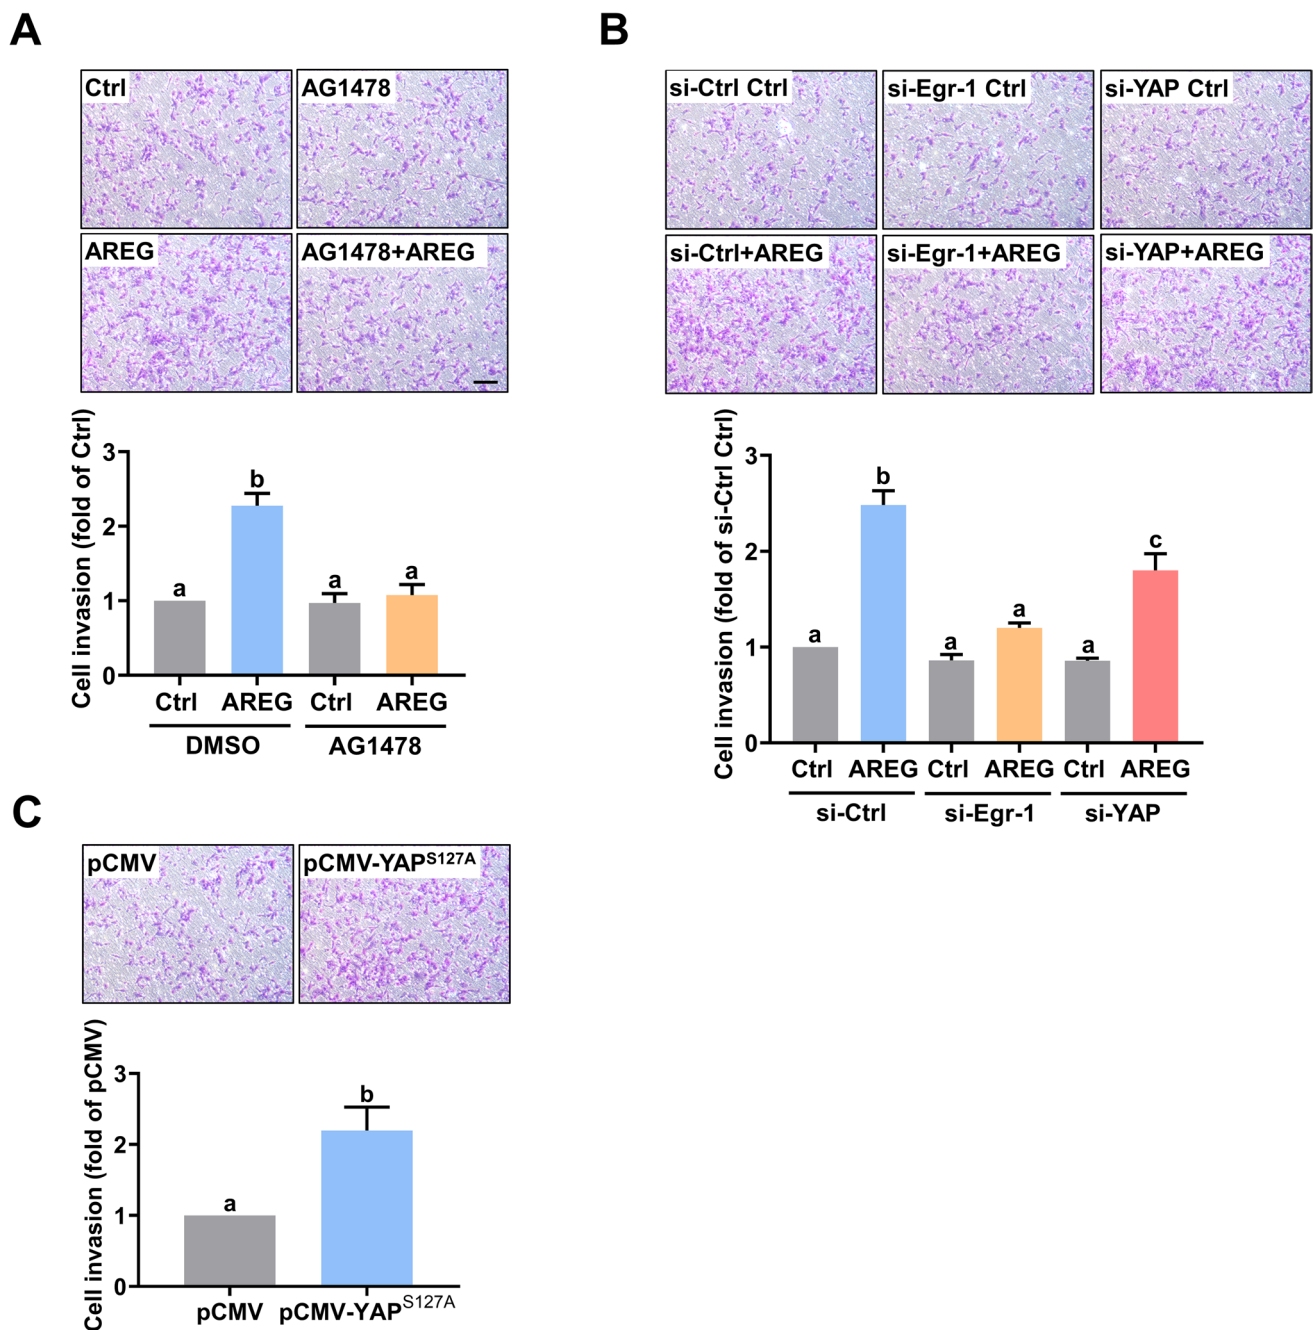 A
Ctrl
AG1478
AREG
AG1478+AREG
Cell invasion (fold of Ctrl)
3
2
1
0
a
b
a
a
Ctrl
AREG
Ctrl
AREG
DMSO
AG1478
B
si-Ctrl Ctrl
si-Egr-1 Ctrl
si-YAP Ctrl
si-Ctrl+AREG
si-Egr-1+AREG
si-YAP+AREG
Cell invasion (fold of si-Ctrl Ctrl)
3
2
1
0
a
b
a
a
a
c
Ctrl
AREG
Ctrl
AREG
Ctrl
AREG
si-Ctrl
si-Egr-1
si-YAP
C
pCMV
pCMV-YAP^S127A
Cell invasion (fold of pCMV)
3
2
1
0
a
b
pCMV
pCMV-YAP^S127A